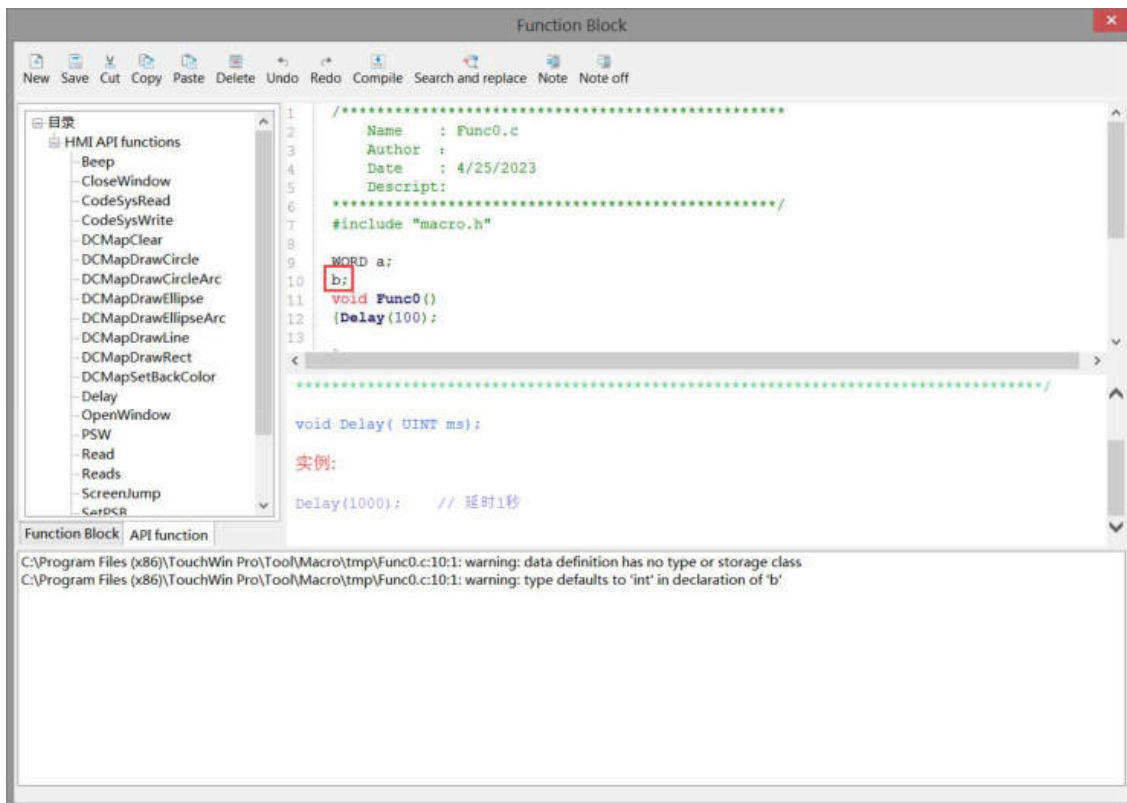 Function Block
New Save Cut Copy Paste Delete Undo Redo Compile Search and replace Note Note off
目录
HMI API functions
Beep
CloseWindow
CodeSysRead
CodeSysWrite
DCMapClear
DCMapDrawCircle
DCMapDrawCircleArc
DCMapDrawEllipse
DCMapDrawEllipseArc
DCMapDrawLine
DCMapDrawRect
DCMapSetBackColor
Delay
OpenWindow
PSW
Read
Reads
ScreenJump
SetPSB
Function Block API function
1 /**************************************************
2 Name : Func0.c
3 Author :
4 Date : 4/25/2023
5 Descript:
6 **************************************************/
7 #include "macro.h"
8
9 WORD a;
10 b;
11 void Func0()
12 {Delay(100);
13
************************************************************************************/
void Delay( UINT ms);
实例:
Delay(1000); // 延时1秒
C:\Program Files (x86)\TouchWin Pro\Tool\Macro\tmp\Func0.c:10:1: warning: data definition has no type or storage class
C:\Program Files (x86)\TouchWin Pro\Tool\Macro\tmp\Func0.c:10:1: warning: type defaults to 'int' in declaration of 'b'